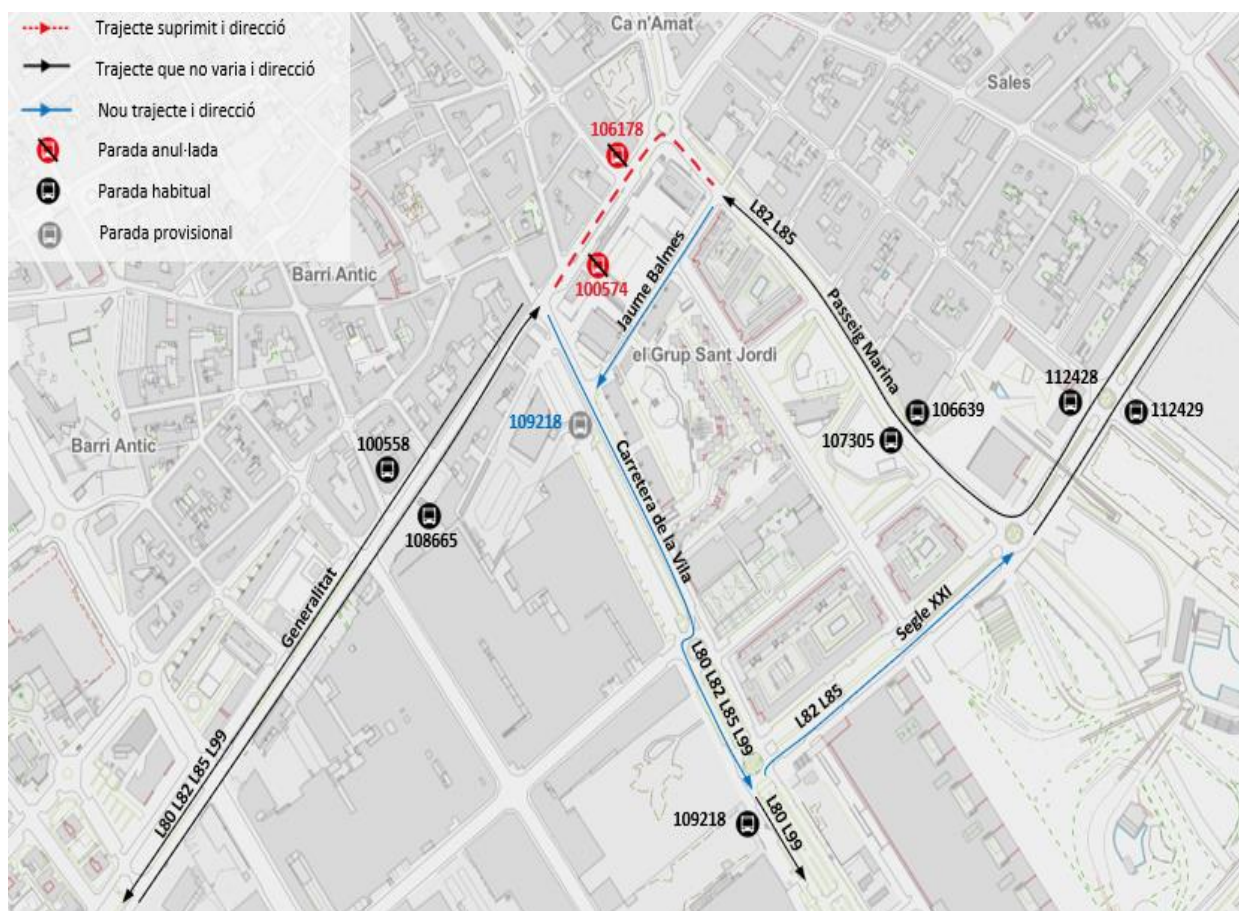 Trajecte suprimit i direcció
Trajecte que no varia i direcció
Nou trajecte i direcció
Parada anul·lada
Parada habitual
Parada provisional
Ca n'Amat
Sales
106178
L82 L85
Barri Antic
100574
Jaume Balmes
Passeig Marina
el Grup Sant Jordi
112428
106639
112429
109218
107305
Barri Antic
100558
Carretera de la Vila
108665
Generalitat
Segle XXI
L80 L82 L85 L99
L82 L85
L80 L82 L85 L99
109218
L80 L99